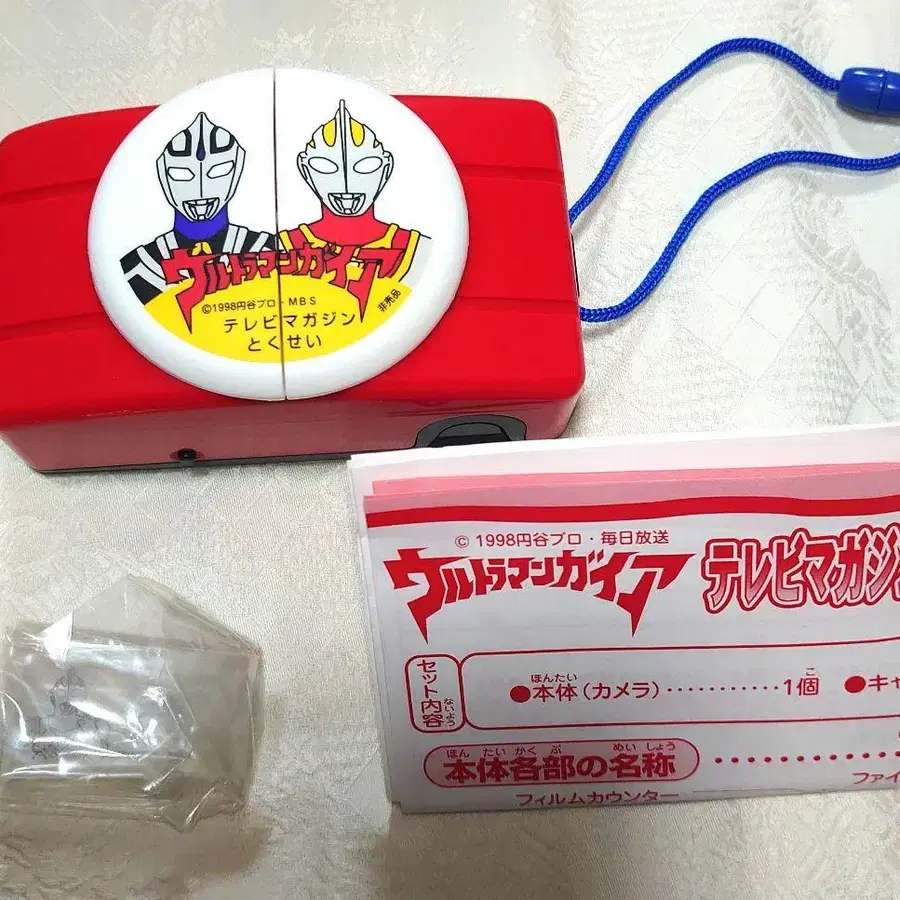 ウルトラマンガイア
©1998円谷プロ・MBS
非売品
テレビマガジン
とくせい
© 1998円谷プロ・毎日放送
ウルトラマンガイア テレビマガジン
セット内容
ないよう
ほんたい
こ
●本体(カメラ)…………1個 ●キャ
ほん たい かく ぶ めい しょう
本体各部の名称
ファイ
フィルムカウンター